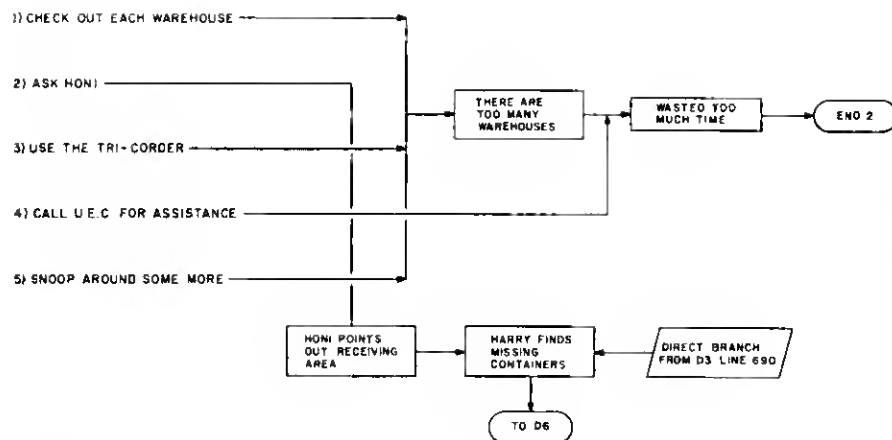 1) CHECK OUT EACH WAREHOUSE
2) ASK HONI
THERE ARE
TOO MANY
WAREHOUSES
WASTED TOO
MUCH TIME
END 2
3) USE THE TRI-CORDER
4) CALL U.E.C FOR ASSISTANCE
5) SNOOP AROUND SOME MORE
HONI POINTS
OUT RECEIVING
AREA
HARRY FINDS
MISSING
CONTAINERS
DIRECT BRANCH
FROM D3 LINE 690
TO D6